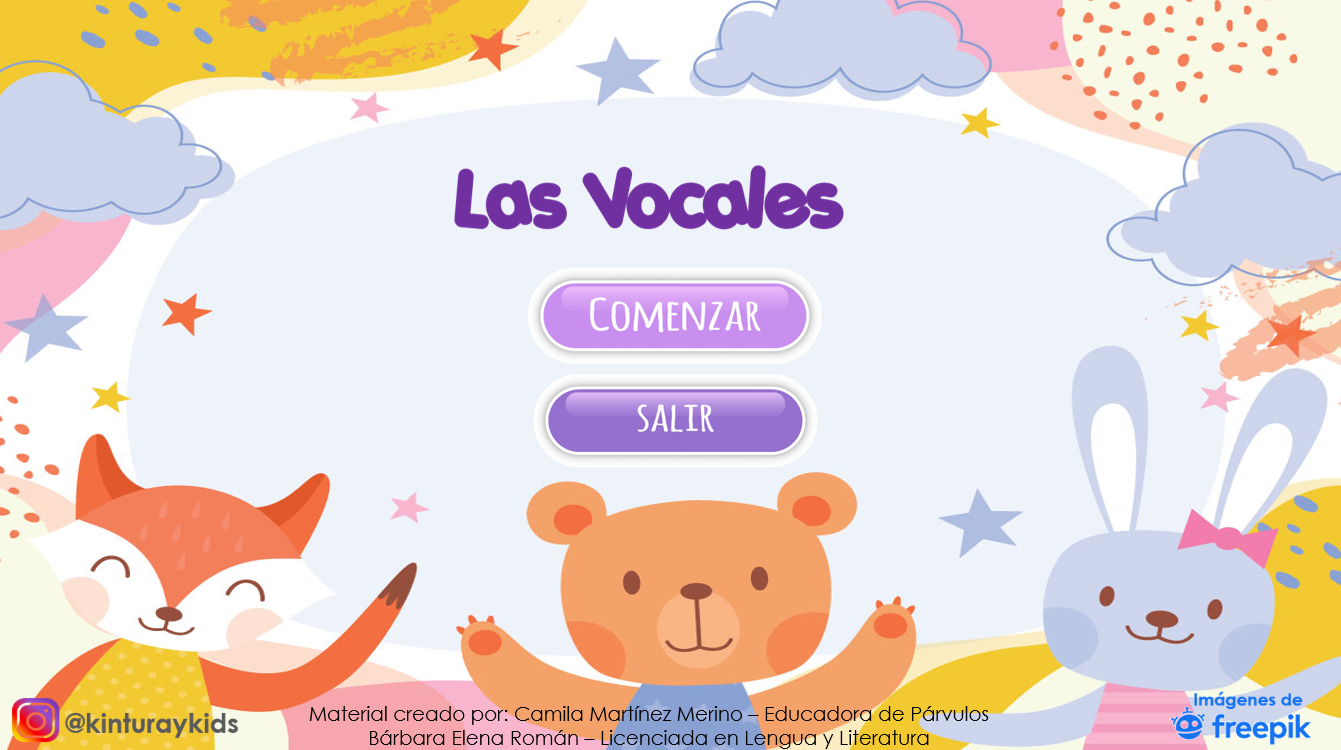 Las Vocales
Comenzar
SALIR
@kinturaykids
Material creado por: Camila Martínez Merino – Educadora de Párvulos
Bárbara Elena Román – Licenciada en Lengua y Literatura
Imágenes de
freepik